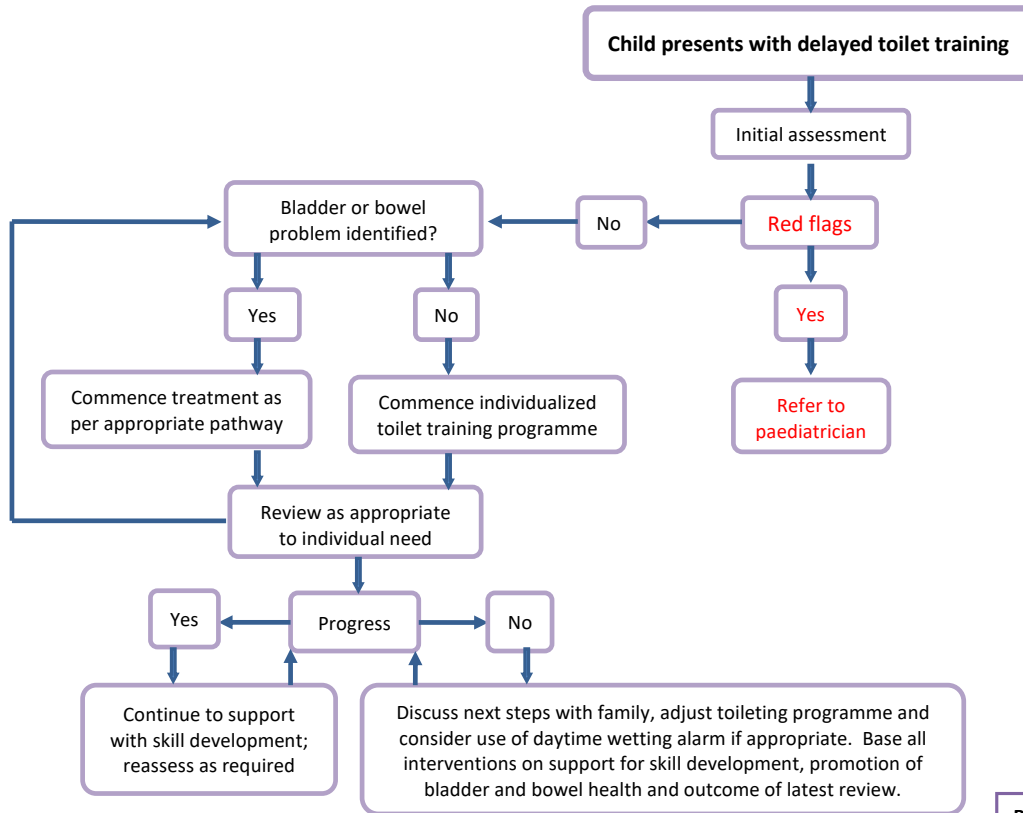 Child presents with delayed toilet training
Initial assessment
Red flags
No
Bladder or bowel
problem identified?
Yes
No
Yes
Commence treatment as
per appropriate pathway
Commence individualized
toilet training programme
Refer to
paediatrician
Review as appropriate
to individual need
Progress
Yes
No
Continue to support
with skill development;
reassess as required
Discuss next steps with family, adjust toileting programme and
consider use of daytime wetting alarm if appropriate.  Base all
interventions on support for skill development, promotion of
bladder and bowel health and outcome of latest review.